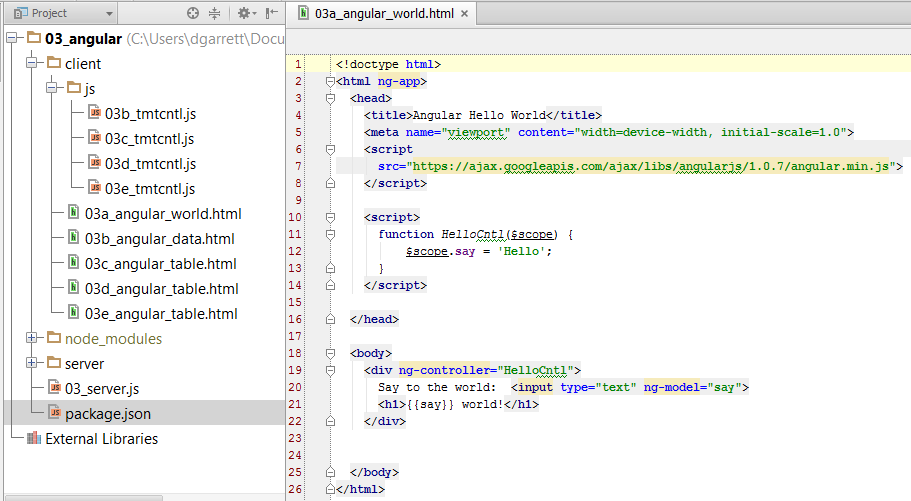 Project
03_angular (C:\Users\dgarrett\Docu
client
js
03b_tmtcntl.js
03c_tmtcntl.js
03d_tmtcntl.js
03e_tmtcntl.js
03a_angular_world.html
03b_angular_data.html
03c_angular_table.html
03d_angular_table.html
03e_angular_table.html
node_modules
server
03_server.js
package.json
External Libraries
03a_angular_world.html
1 <!doctype html>
2 <html ng-app>
3 <head>
4 <title>Angular Hello World</title>
5 <meta name="viewport" content="width=device-width, initial-scale=1.0">
6 <script
7 src="https://ajax.googleapis.com/ajax/libs/angularjs/1.0.7/angular.min.js">
8 </script>
9
10 <script>
11 function HelloCntl($scope) {
12 $scope.say = 'Hello';
13 }
14 </script>
15
16 </head>
17
18 <body>
19 <div ng-controller="HelloCntl">
20 Say to the world: <input type="text" ng-model="say">
21 <h1>{{say}} world!</h1>
22 </div>
23
24
25 </body>
26 </html>